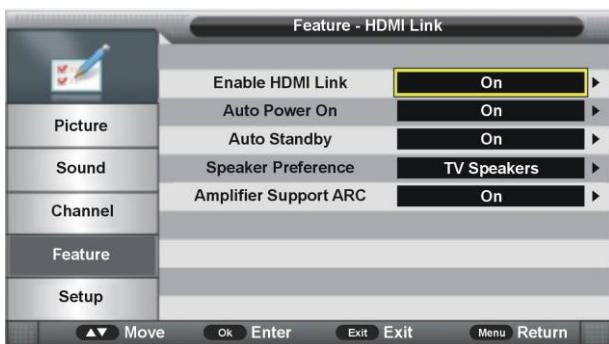 Feature - HDMI Link
Enable HDMI Link On
Auto Power On On
Auto Standby On
Speaker Preference TV Speakers
Amplifier Support ARC On
Picture
Sound
Channel
Feature
Setup
Move Ok Enter Exit Exit Menu Return